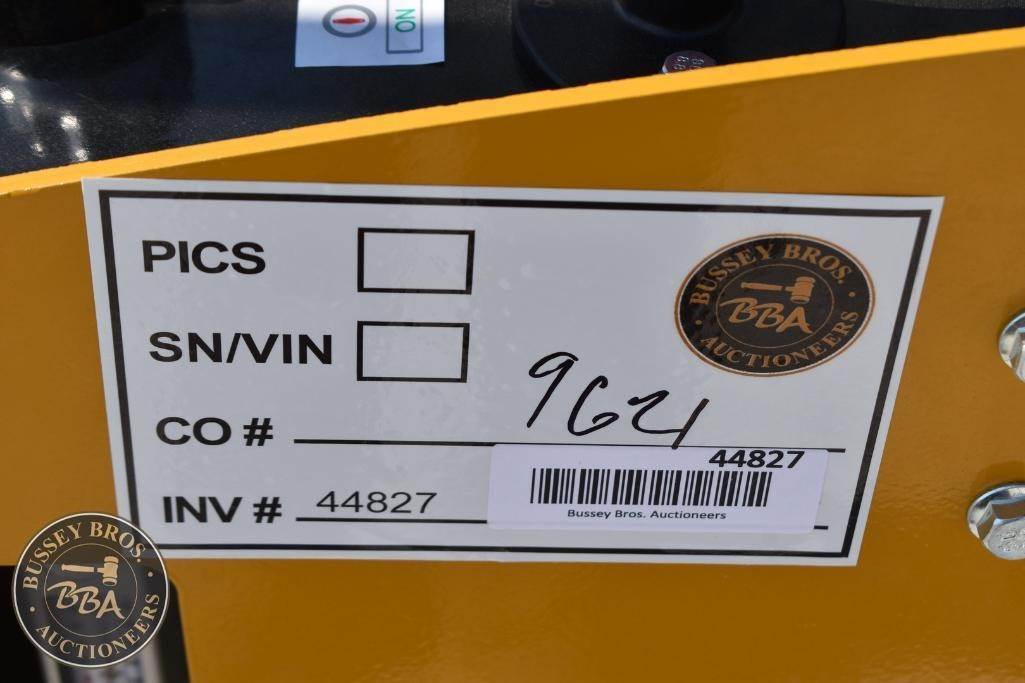 NO
PICS
BUSSEY BROS.
BBA
AUCTIONEERS
SN/VIN
9621
CO #
44827
INV # 44827
Bussey Bros. Auctioneers
BUSSEY BROS.
BBA
AUCTIONEERS